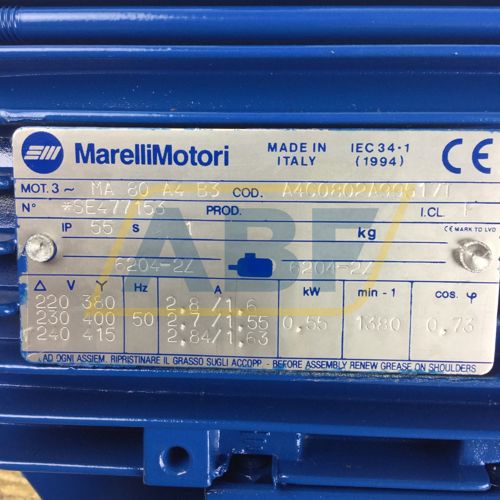 MarelliMotori
MADE IN ITALY
IEC 34-1 (1994)
CE
MOT. 3 ~ MA 80 A4 B3 COD.
N° *SE477153 PROD. I.CL. F
IP 55 S 1 kg
CE MARK TO LVD
6204-2Z 6204-2Z
ABF
Δ V Y Hz A kW min-1 cos. φ
220 380 2.8/1.6
230 400 50 2.7/1.55 0,55 1380 0,73
240 415 2.84/1.63
AD OGNI ASSIEM. RIPRISTINARE IL GRASSO SUGLI ACCOPP. - BEFORE ASSEMBLY RENEW GREASE ON SHOULDERS